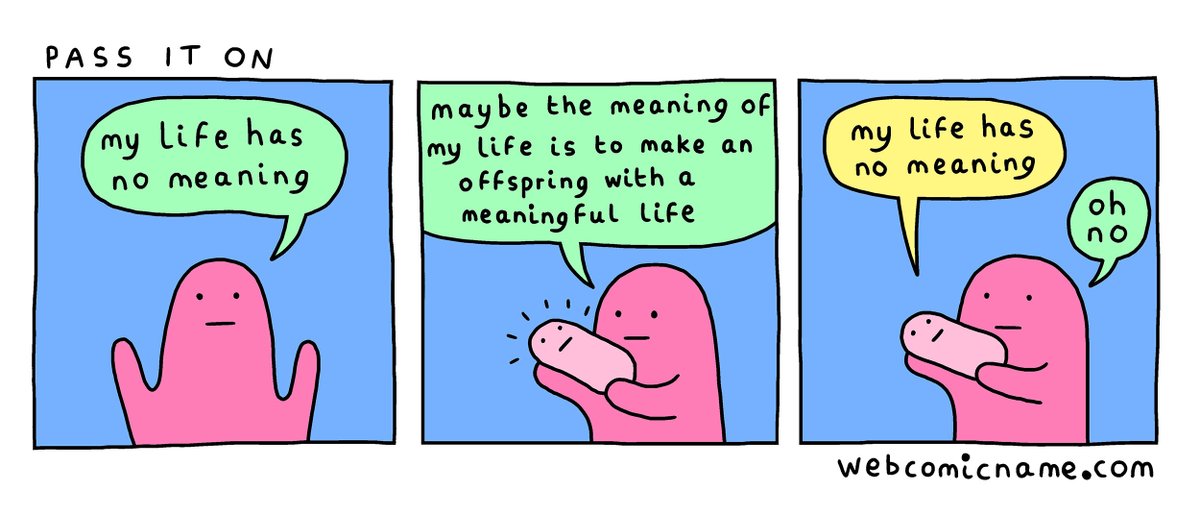 PASS IT ON
my life has
no meaning
maybe the meaning of
my life is to make an
offspring with a
meaningful life
my life has
no meaning
oh
no
webcomicname.com